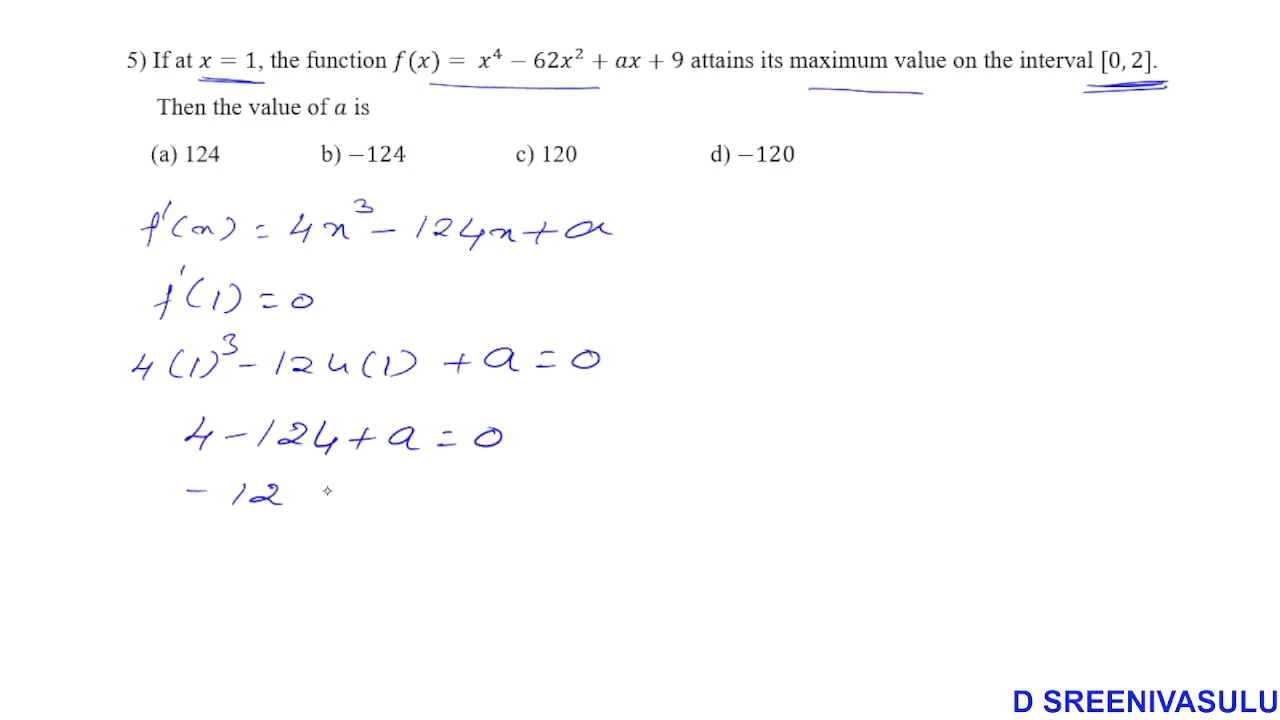 5) If at x = 1, the function f(x) = x⁴ − 62x² + ax + 9 attains its maximum value on the interval [0, 2].
Then the value of a is
(a) 124 b) −124 c) 120 d) −120
f'(x) = 4x³ − 124x + a
f'(1) = 0
4(1)³ − 124(1) + a = 0
4 − 124 + a = 0
− 12
D SREENIVASULU